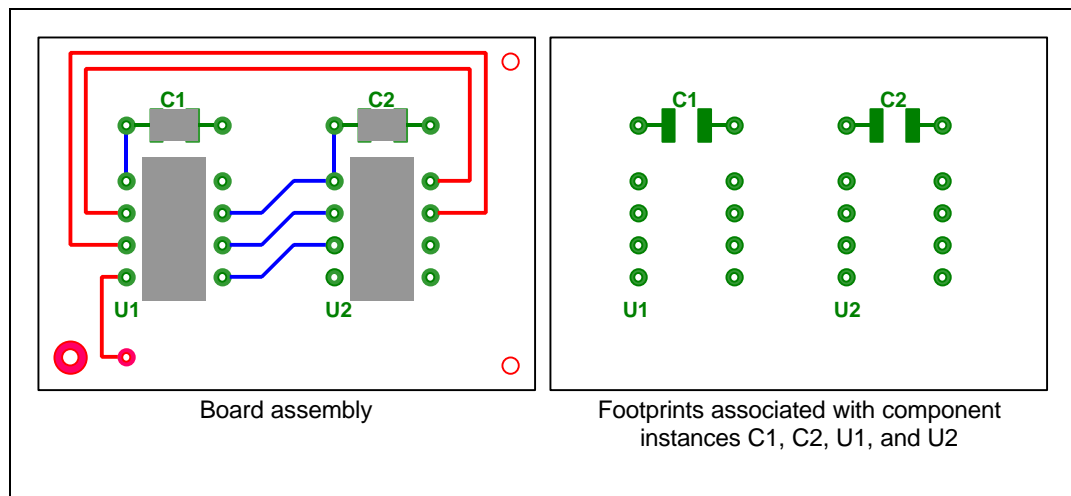 C1
C2
U1
U2
Board assembly
C1
C2
U1
U2
Footprints associated with component
instances C1, C2, U1, and U2